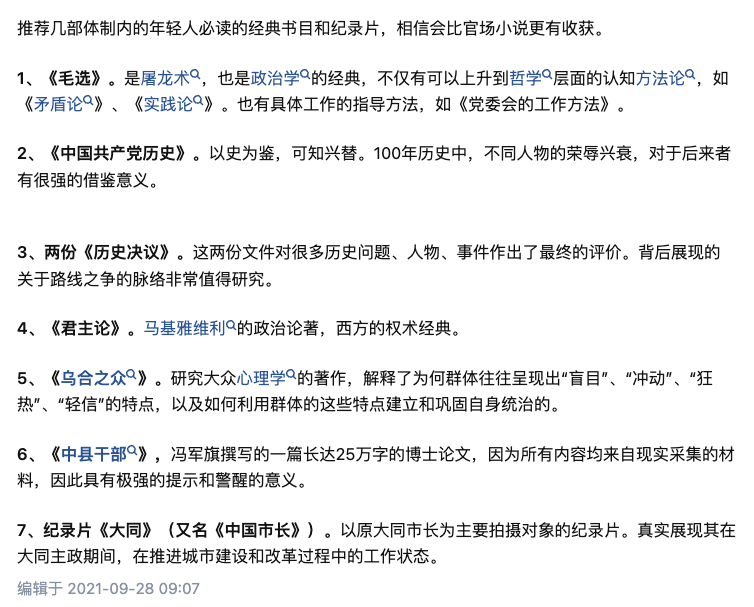 推荐几部体制内的年轻人必读的经典书目和纪录片，相信会比官场小说更有收获。
1、《毛选》。是屠龙术，也是政治学的经典，不仅有可以上升到哲学层面的认知方法论，如
《矛盾论》、《实践论》。也有具体工作的指导方法，如《党委会的工作方法》。
2、《中国共产党历史》。以史为鉴，可知兴替。100年历史中，不同人物的荣辱兴衰，对于后来者
有很强的借鉴意义。
3、两份《历史决议》。这两份文件对很多历史问题、人物、事件作出了最终的评价。背后展现的
关于路线之争的脉络非常值得研究。
4、《君主论》。马基雅维利的政治论著，西方的权术经典。
5、《乌合之众》。研究大众心理学的著作，解释了为何群体往往呈现出“盲目”、“冲动”、“狂
热”、“轻信”的特点，以及如何利用群体的这些特点建立和巩固自身统治的。
6、《中县干部》，冯军旗撰写的一篇长达25万字的博士论文，因为所有内容均来自现实采集的材
料，因此具有极强的提示和警醒的意义。
7、纪录片《大同》（又名《中国市长》）。以原大同市长为主要拍摄对象的纪录片。真实展现其在
大同主政期间，在推进城市建设和改革过程中的工作状态。
编辑于 2021-09-28 09:07